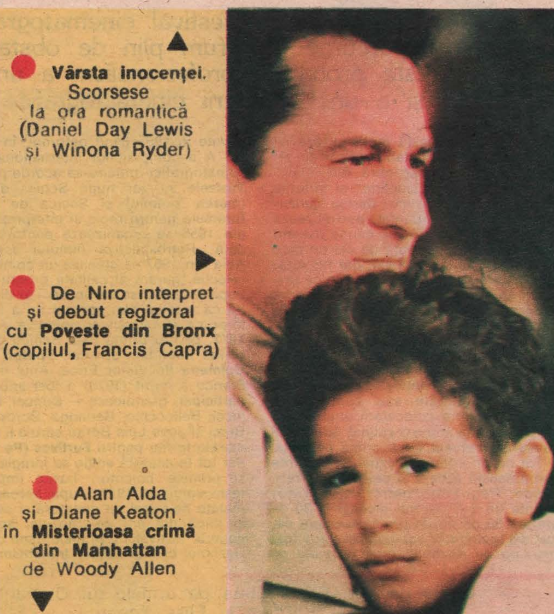 Vârsta inocenței.
Scorsese
la ora romantică
(Daniel Day Lewis
și Winona Ryder)
De Niro interpret
și debut regizoral
cu Poveste din Bronx
(copilul, Francis Capra)
Alan Alda
și Diane Keaton
în Misterioasa crimă
din Manhattan
de Woody Allen